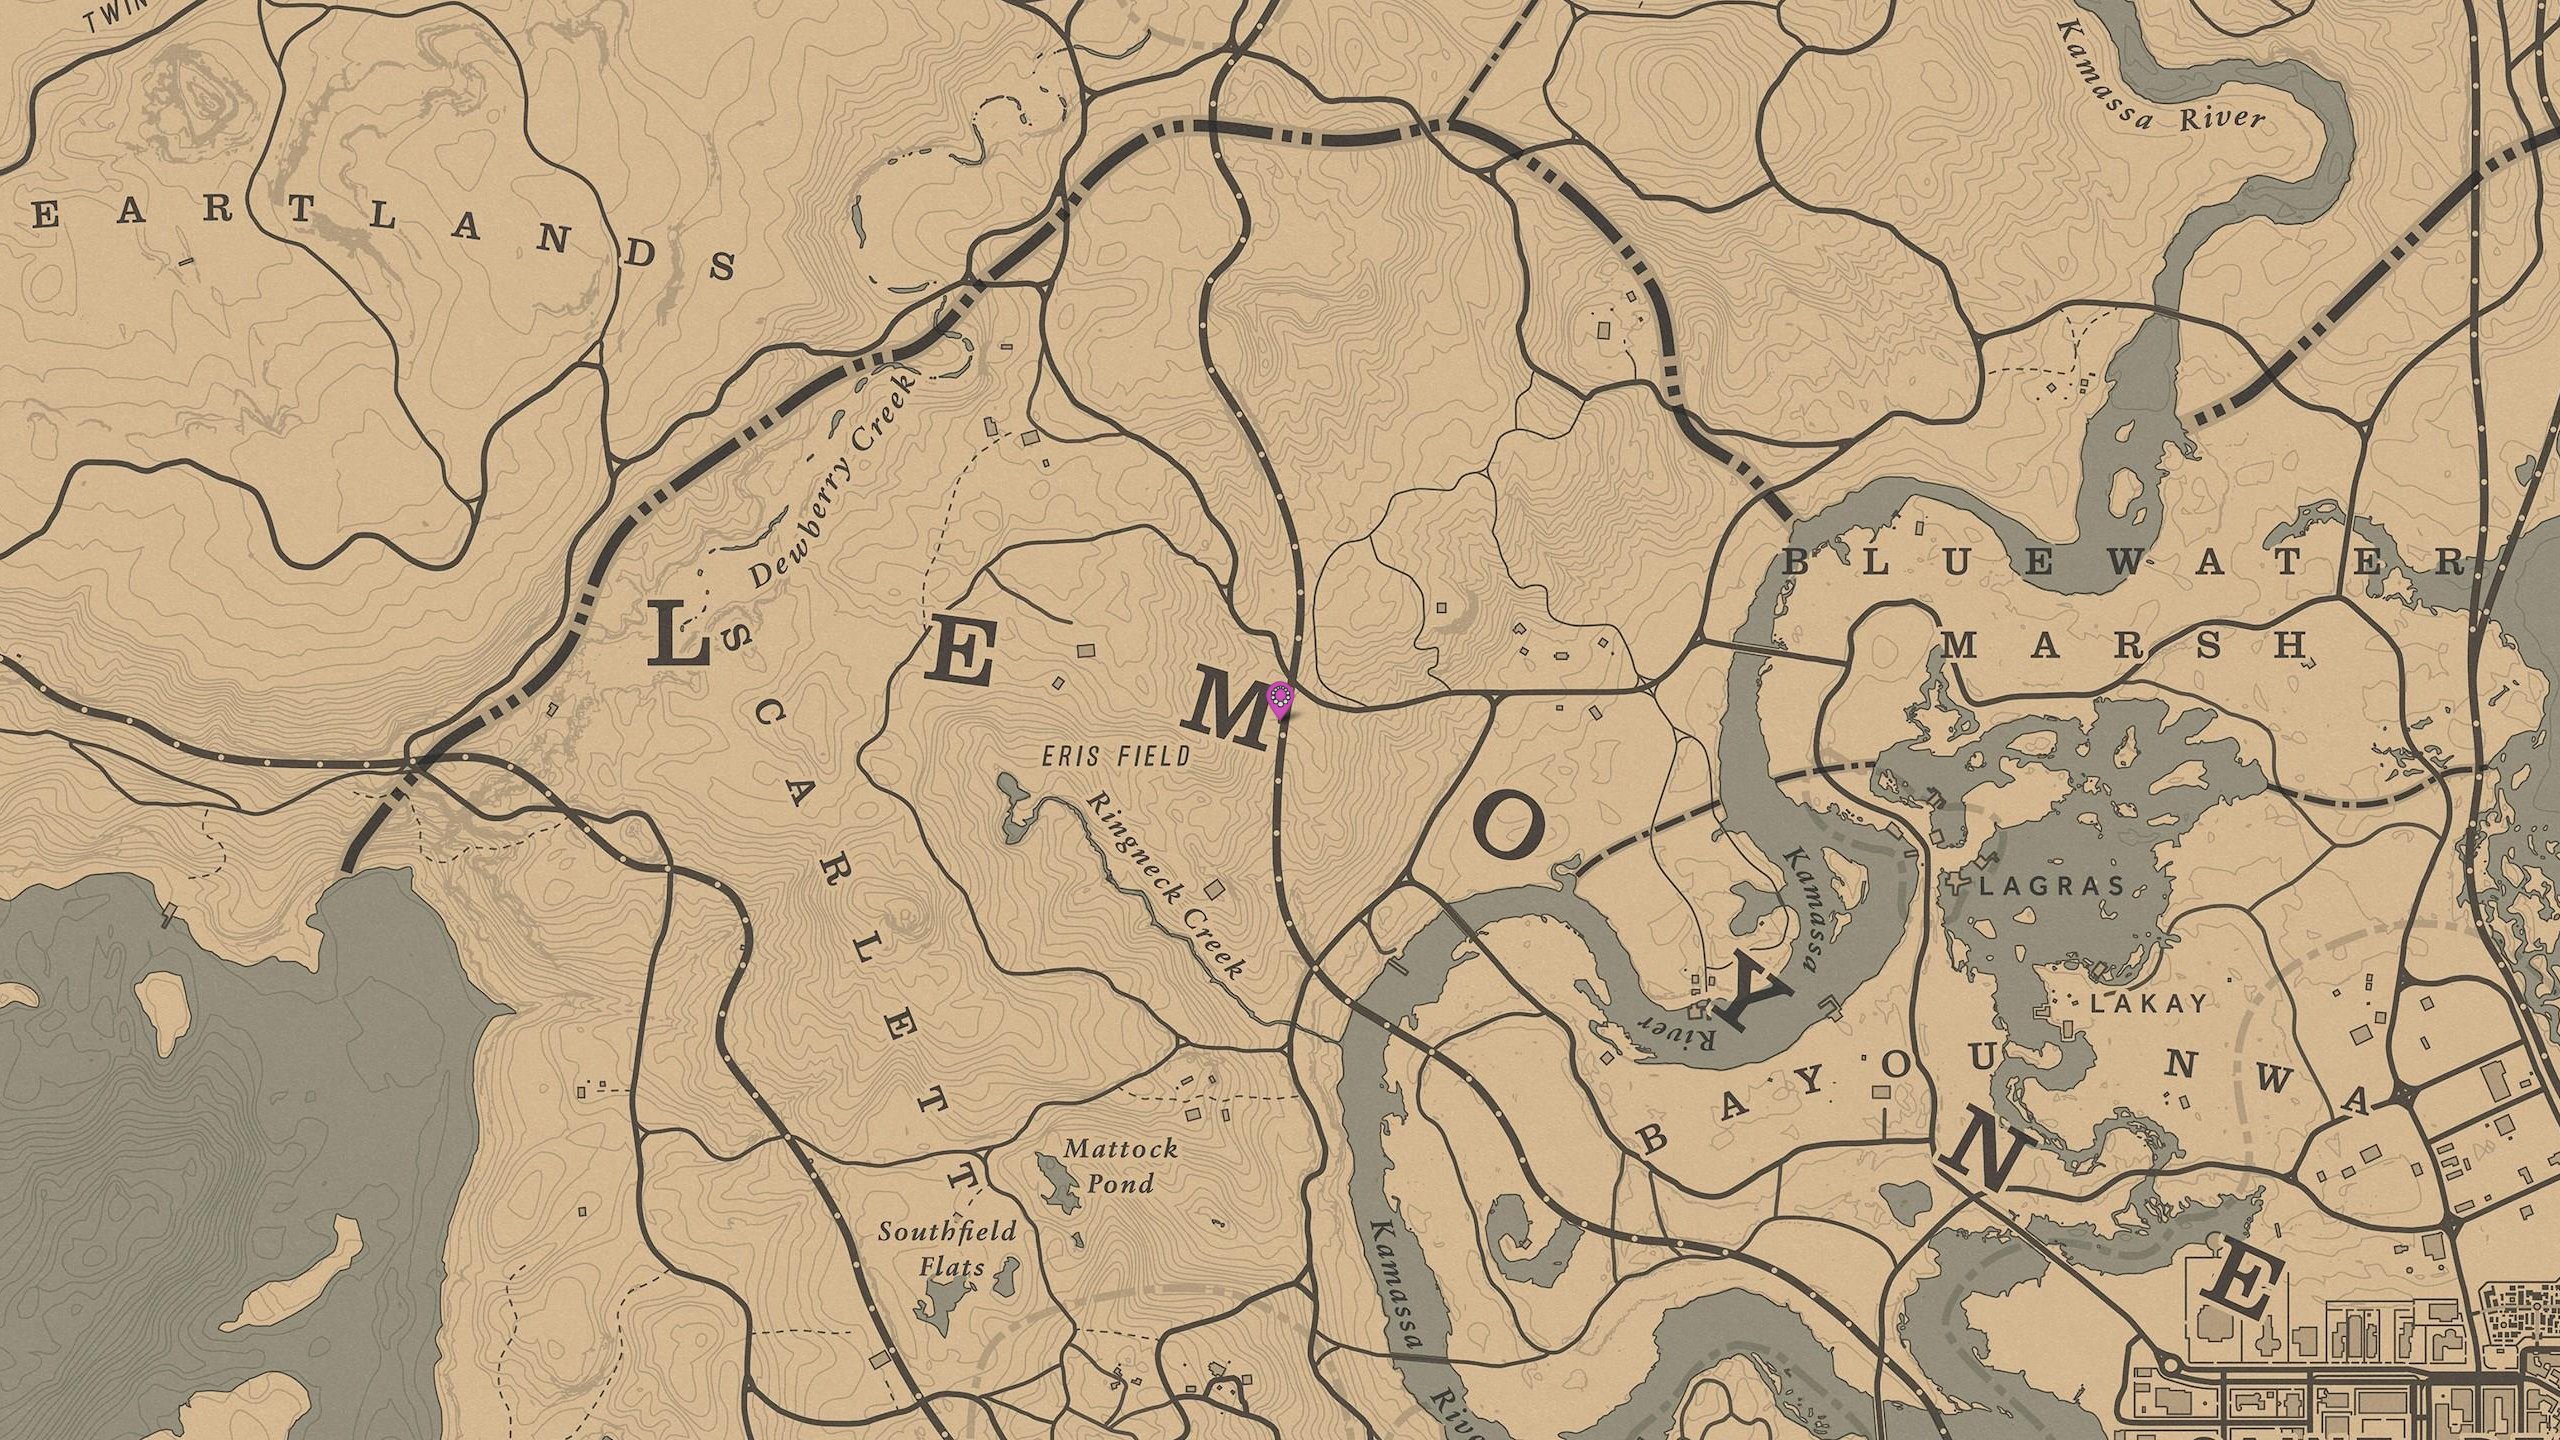 TWIN
Kamassa River
EARTLANDS
Dewberry Creek
BLUEWATER
MARSH
LEMOYNE
SCARLETT
ERIS FIELD
Ringneck Creek
Kamassa
River
LAGRAS
LAKAY
BAYOU NWA
Mattock
Pond
Southfield
Flats
Kamassa